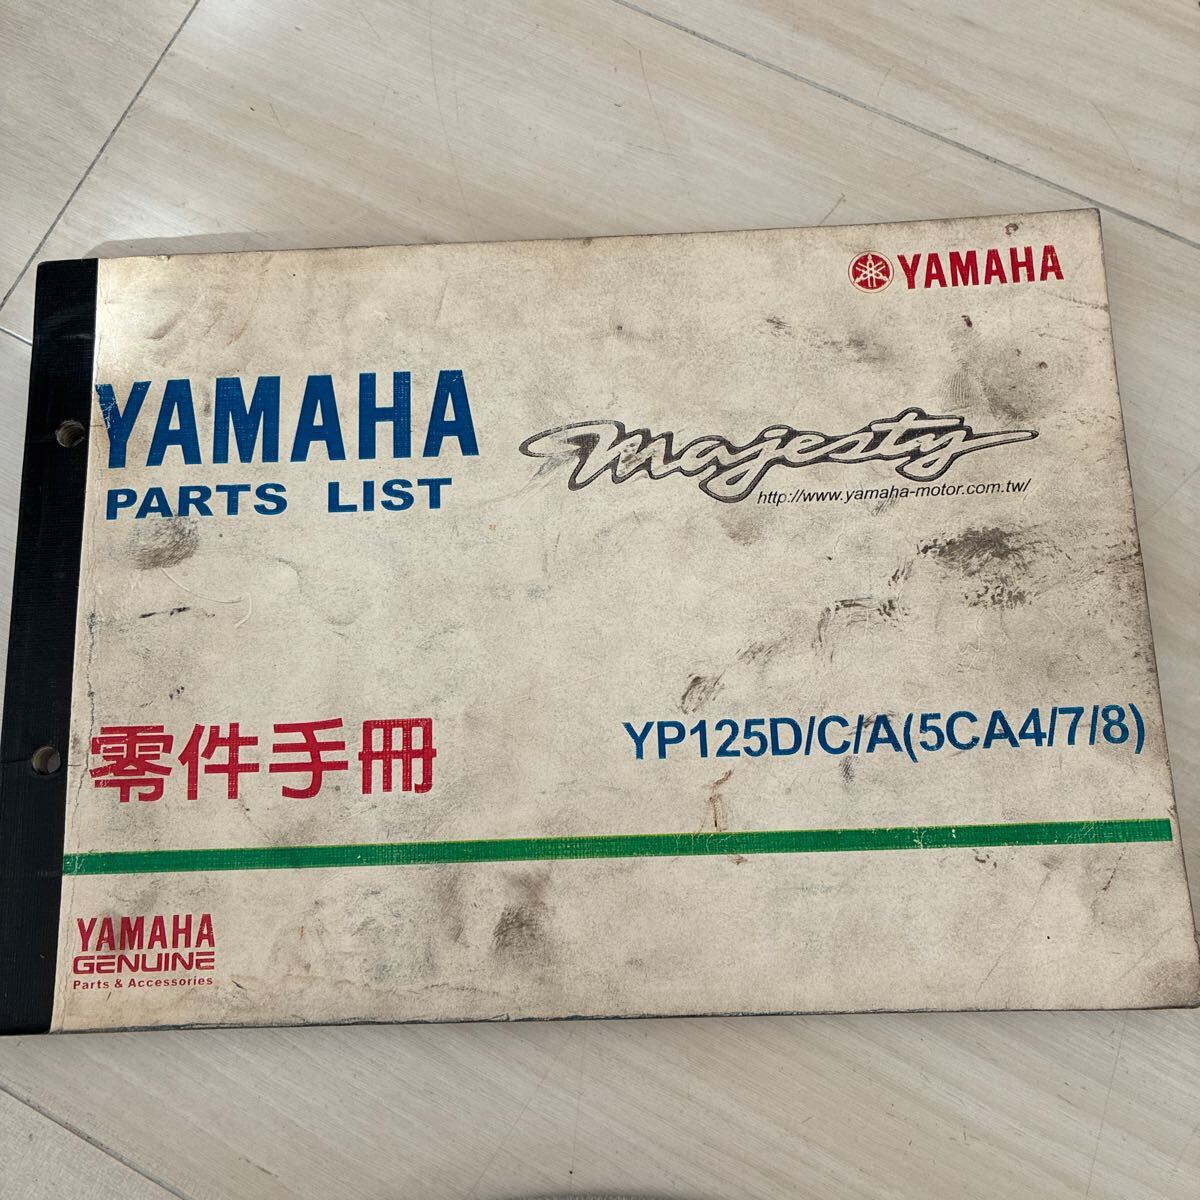 YAMAHA
YAMAHA
PARTS LIST
majesty
http://www.yamaha-motor.com.tw/
零件手冊
YP125D/C/A(5CA4/7/8)
YAMAHA
GENUINE
Parts & Accessories